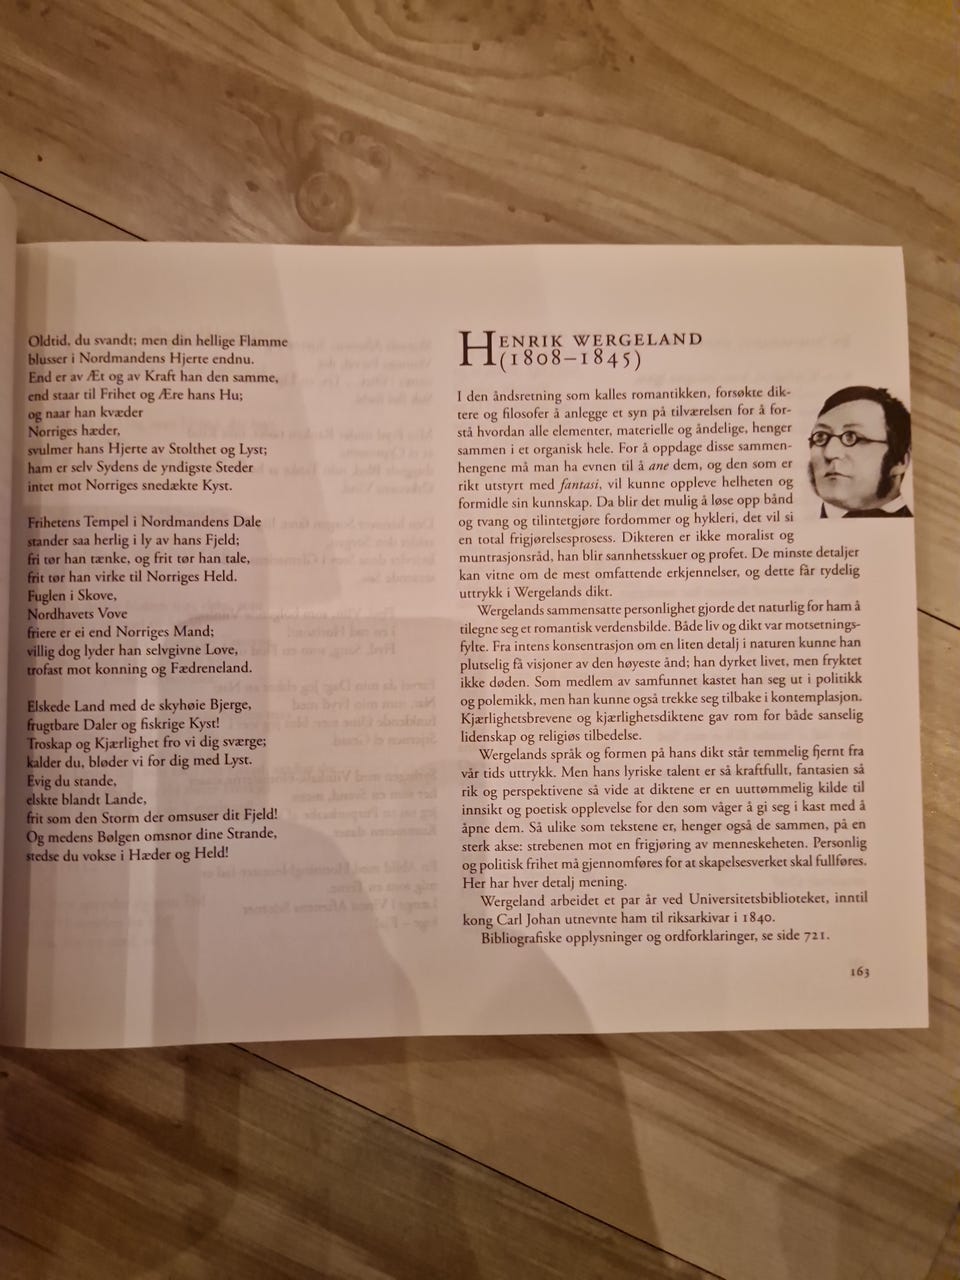 Oldtid, du svandt; men din hellige Flamme
blusser i Nordmandens Hjerte endnu.
End er av Æt og av Kraft han den samme,
end staar til Frihet og Ære hans Hu;
og naar han kvæder
Norriges hæder,
svulmer hans Hjerte av Stolthet og Lyst;
ham er selv Sydens de yndigste Steder
intet mot Norriges snedækte Kyst.
Frihetens Tempel i Nordmandens Dale
stander saa herlig i ly av hans Fjeld;
fri tør han tænke, og frit tør han tale,
frit tør han virke til Norriges Held.
Fuglen i Skove,
Nordhavets Vove
friere er ei end Norriges Mand;
villig dog lyder han selvgivne Love,
trofast mot konning og Fædreneland.
Elskede Land med de skyhøie Bjerge,
frugtbare Daler og fiskrige Kyst!
Troskap og Kjærlighet fro vi dig sværge;
kalder du, bløder vi for dig med Lyst.
Evig du stande,
elskte blandt Lande,
frit som den Storm der omsuser dit Fjeld!
Og medens Bølgen omsnor dine Strande,
stedse du vokse i Hæder og Held!
HENRIK WERGELAND
(1808–1845)
I den åndsretning som kalles romantikken, forsøkte dik-
tere og filosofer å anlegge et syn på tilværelsen for å for-
stå hvordan alle elementer, materielle og åndelige, henger
sammen i et organisk hele. For å oppdage disse sammen-
hengene må man ha evnen til å ane dem, og den som er
rikt utstyrt med fantasi, vil kunne oppleve helheten og
formidle sin kunnskap. Da blir det mulig å løse opp bånd
og tvang og tilintetgjøre fordommer og hykleri, det vil si
en total frigjørelsesprosess. Dikteren er ikke moralist og
muntrasjonsråd, han blir sannhetsskuer og profet. De minste detaljer
kan vitne om de mest omfattende erkjennelser, og dette får tydelig
uttrykk i Wergelands dikt.
Wergelands sammensatte personlighet gjorde det naturlig for ham å
tilegne seg et romantisk verdensbilde. Både liv og dikt var motsetnings-
fylte. Fra intens konsentrasjon om en liten detalj i naturen kunne han
plutselig få visjoner av den høyeste ånd; han dyrket livet, men fryktet
ikke døden. Som medlem av samfunnet kastet han seg ut i politikk
og polemikk, men han kunne også trekke seg tilbake i kontemplasjon.
Kjærlighetsbrevene og kjærlighetsdiktene gav rom for både sanselig
lidenskap og religiøs tilbedelse.
Wergelands språk og formen på hans dikt står temmelig fjernt fra
vår tids uttrykk. Men hans lyriske talent er så kraftfullt, fantasien så
rik og perspektivene så vide at diktene er en uuttømmelig kilde til
innsikt og poetisk opplevelse for den som våger å gi seg i kast med å
åpne dem. Så ulike som tekstene er, henger også de sammen, på en
sterk akse: strebenen mot en frigjøring av menneskeheten. Personlig
og politisk frihet må gjennomføres for at skapelsesverket skal fullføres.
Her har hver detalj mening.
Wergeland arbeidet et par år ved Universitetsbiblioteket, inntil
kong Carl Johan utnevnte ham til riksarkivar i 1840.
Bibliografiske opplysninger og ordforklaringer, se side 721.
163